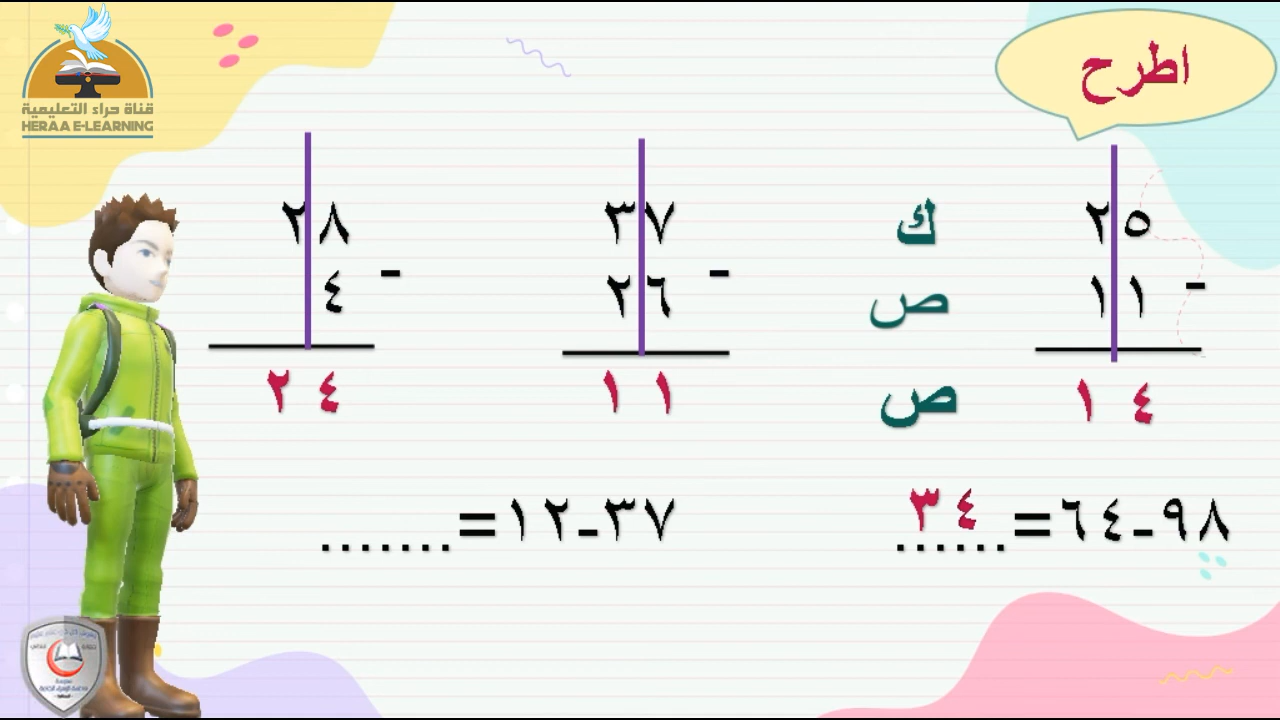 اطرح
قناة حراء التعليمية
HERAA E-LEARNING
٢٥ ك ٣٧ ٢٨
- ١١ ص - ٢٦ - ٤
١٤ ص ١١ ٢٤
٩٨-٦٤=٣٤......
٣٧-١٢=.......